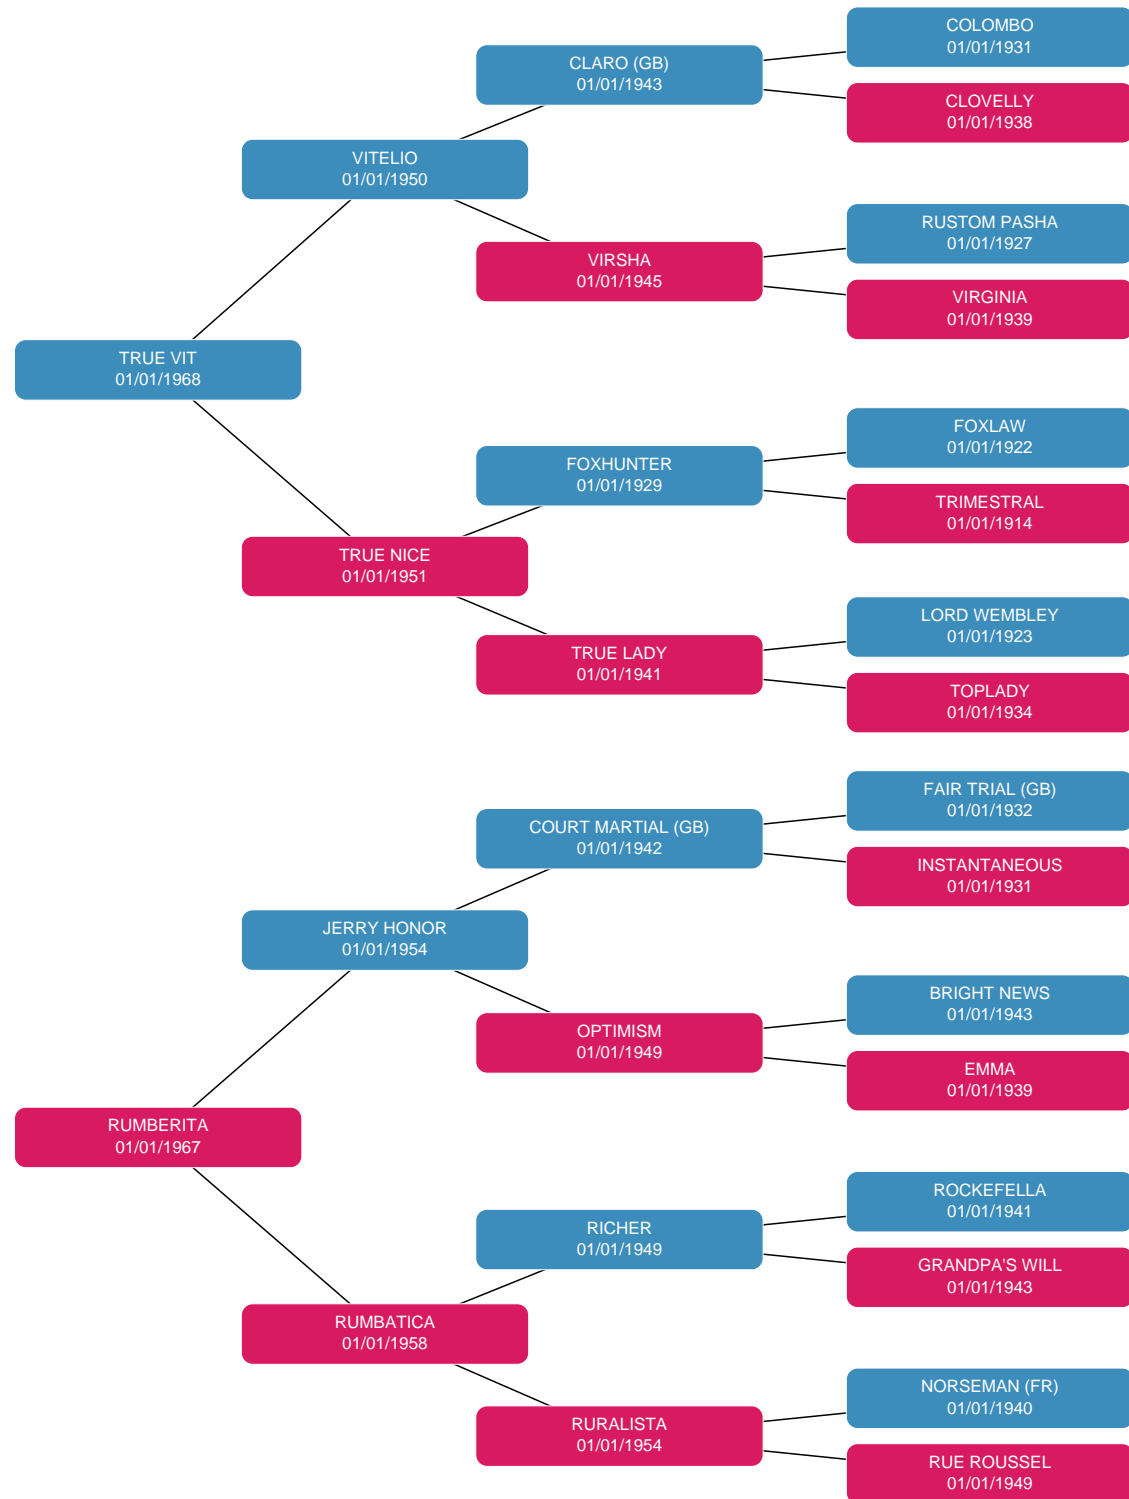 COLOMBO
01/01/1931
CLARO (GB)
01/01/1943
CLOVELLY
01/01/1938
VITELIO
01/01/1950
RUSTOM PASHA
01/01/1927
VIRSHA
01/01/1945
VIRGINIA
01/01/1939
TRUE VIT
01/01/1968
FOXLAW
01/01/1922
FOXHUNTER
01/01/1929
TRIMESTRAL
01/01/1914
TRUE NICE
01/01/1951
LORD WEMBLEY
01/01/1923
TRUE LADY
01/01/1941
TOPLADY
01/01/1934
FAIR TRIAL (GB)
01/01/1932
COURT MARTIAL (GB)
01/01/1942
INSTANTANEOUS
01/01/1931
JERRY HONOR
01/01/1954
BRIGHT NEWS
01/01/1943
OPTIMISM
01/01/1949
EMMA
01/01/1939
RUMBERITA
01/01/1967
ROCKEFELLA
01/01/1941
RICHER
01/01/1949
GRANDPA'S WILL
01/01/1943
RUMBATICA
01/01/1958
NORSEMAN (FR)
01/01/1940
RURALISTA
01/01/1954
RUE ROUSSEL
01/01/1949